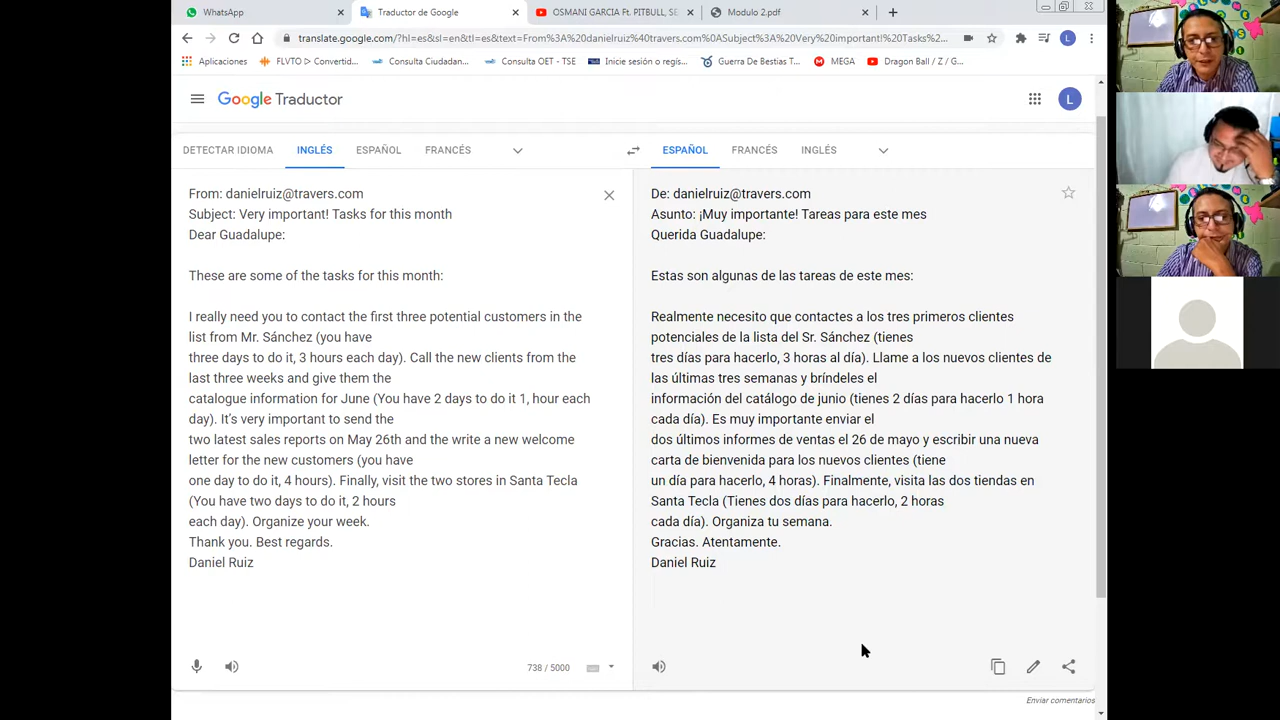 WhatsApp
Traductor de Google
OSMANI GARCIA Ft. PITBULL, SE
Modulo 2.pdf
translate.google.com/?hl=es&sl=en&tl=es&text=From%3A%20danielruiz%40travers.com%0ASubject%3A%20Very%20important!%20Tasks%2...
L
Aplicaciones
FLVTO ▷ Convertid...
Consulta Ciudadan...
Consulta OET - TSE
Inicie sesión o regís...
Guerra De Bestias T...
MEGA
Dragon Ball / Z / G...
Google Traductor
L
DETECTAR IDIOMA
INGLÉS
ESPAÑOL
FRANCÉS
ESPAÑOL
FRANCÉS
INGLÉS
From: danielruiz@travers.com
Subject: Very important! Tasks for this month
Dear Guadalupe:
These are some of the tasks for this month:
I really need you to contact the first three potential customers in the
list from Mr. Sánchez (you have
three days to do it, 3 hours each day). Call the new clients from the
last three weeks and give them the
catalogue information for June (You have 2 days to do it 1, hour each
day). It’s very important to send the
two latest sales reports on May 26th and the write a new welcome
letter for the new customers (you have
one day to do it, 4 hours). Finally, visit the two stores in Santa Tecla
(You have two days to do it, 2 hours
each day). Organize your week.
Thank you. Best regards.
Daniel Ruiz
738 / 5000
De: danielruiz@travers.com
Asunto: ¡Muy importante! Tareas para este mes
Querida Guadalupe:
Estas son algunas de las tareas de este mes:
Realmente necesito que contactes a los tres primeros clientes
potenciales de la lista del Sr. Sánchez (tienes
tres días para hacerlo, 3 horas al día). Llame a los nuevos clientes de
las últimas tres semanas y bríndeles el
información del catálogo de junio (tienes 2 días para hacerlo 1 hora
cada día). Es muy importante enviar el
dos últimos informes de ventas el 26 de mayo y escribir una nueva
carta de bienvenida para los nuevos clientes (tiene
un día para hacerlo, 4 horas). Finalmente, visita las dos tiendas en
Santa Tecla (Tienes dos días para hacerlo, 2 horas
cada día). Organiza tu semana.
Gracias. Atentamente.
Daniel Ruiz
Enviar comentarios